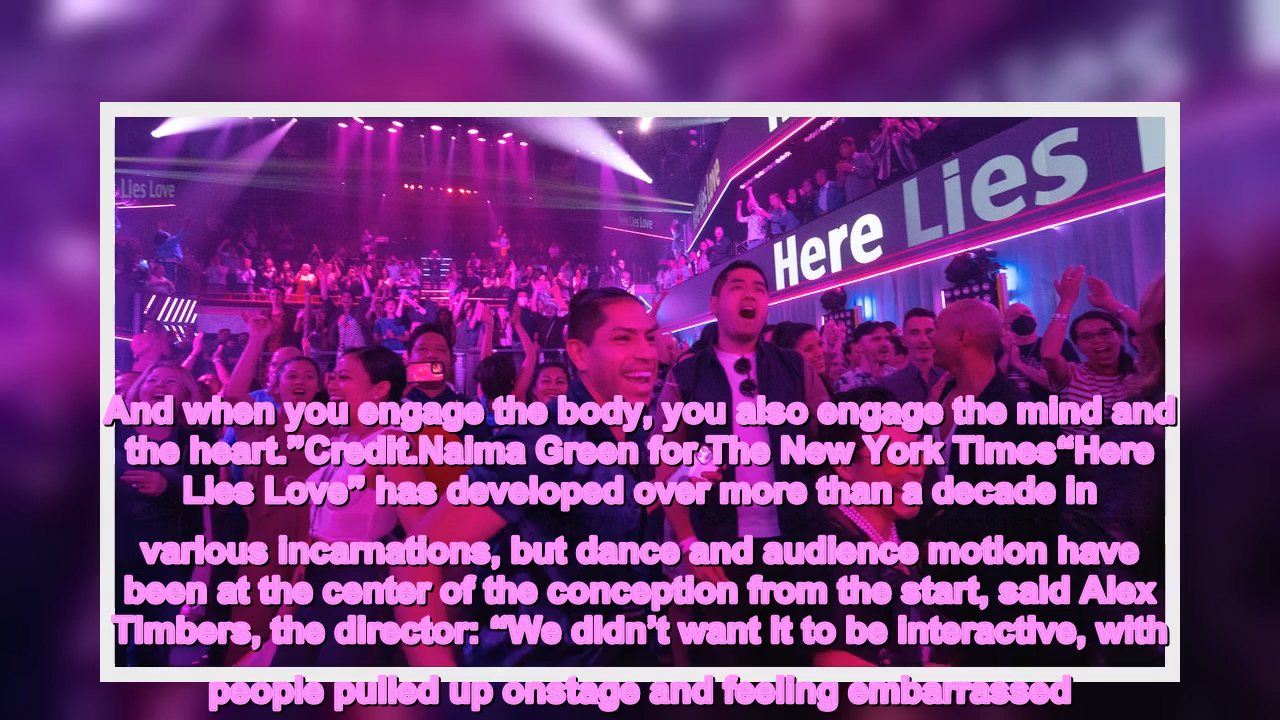 Lies Love
Lies Love
Here Lies
And when you engage the body, you also engage the mind and
the heart.”Credit.Naima Green for The New York Times“Here
Lies Love” has developed over more than a decade in
various incarnations, but dance and audience motion have
been at the center of the conception from the start, said Alex
Timbers, the director: “We didn’t want it to be interactive, with
people pulled up onstage and feeling embarrassed